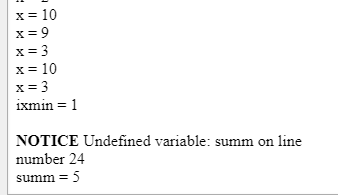 x = 10
x = 9
x = 3
x = 10
x = 3
ixmin = 1
NOTICE Undefined variable: summ on line
number 24
summ = 5